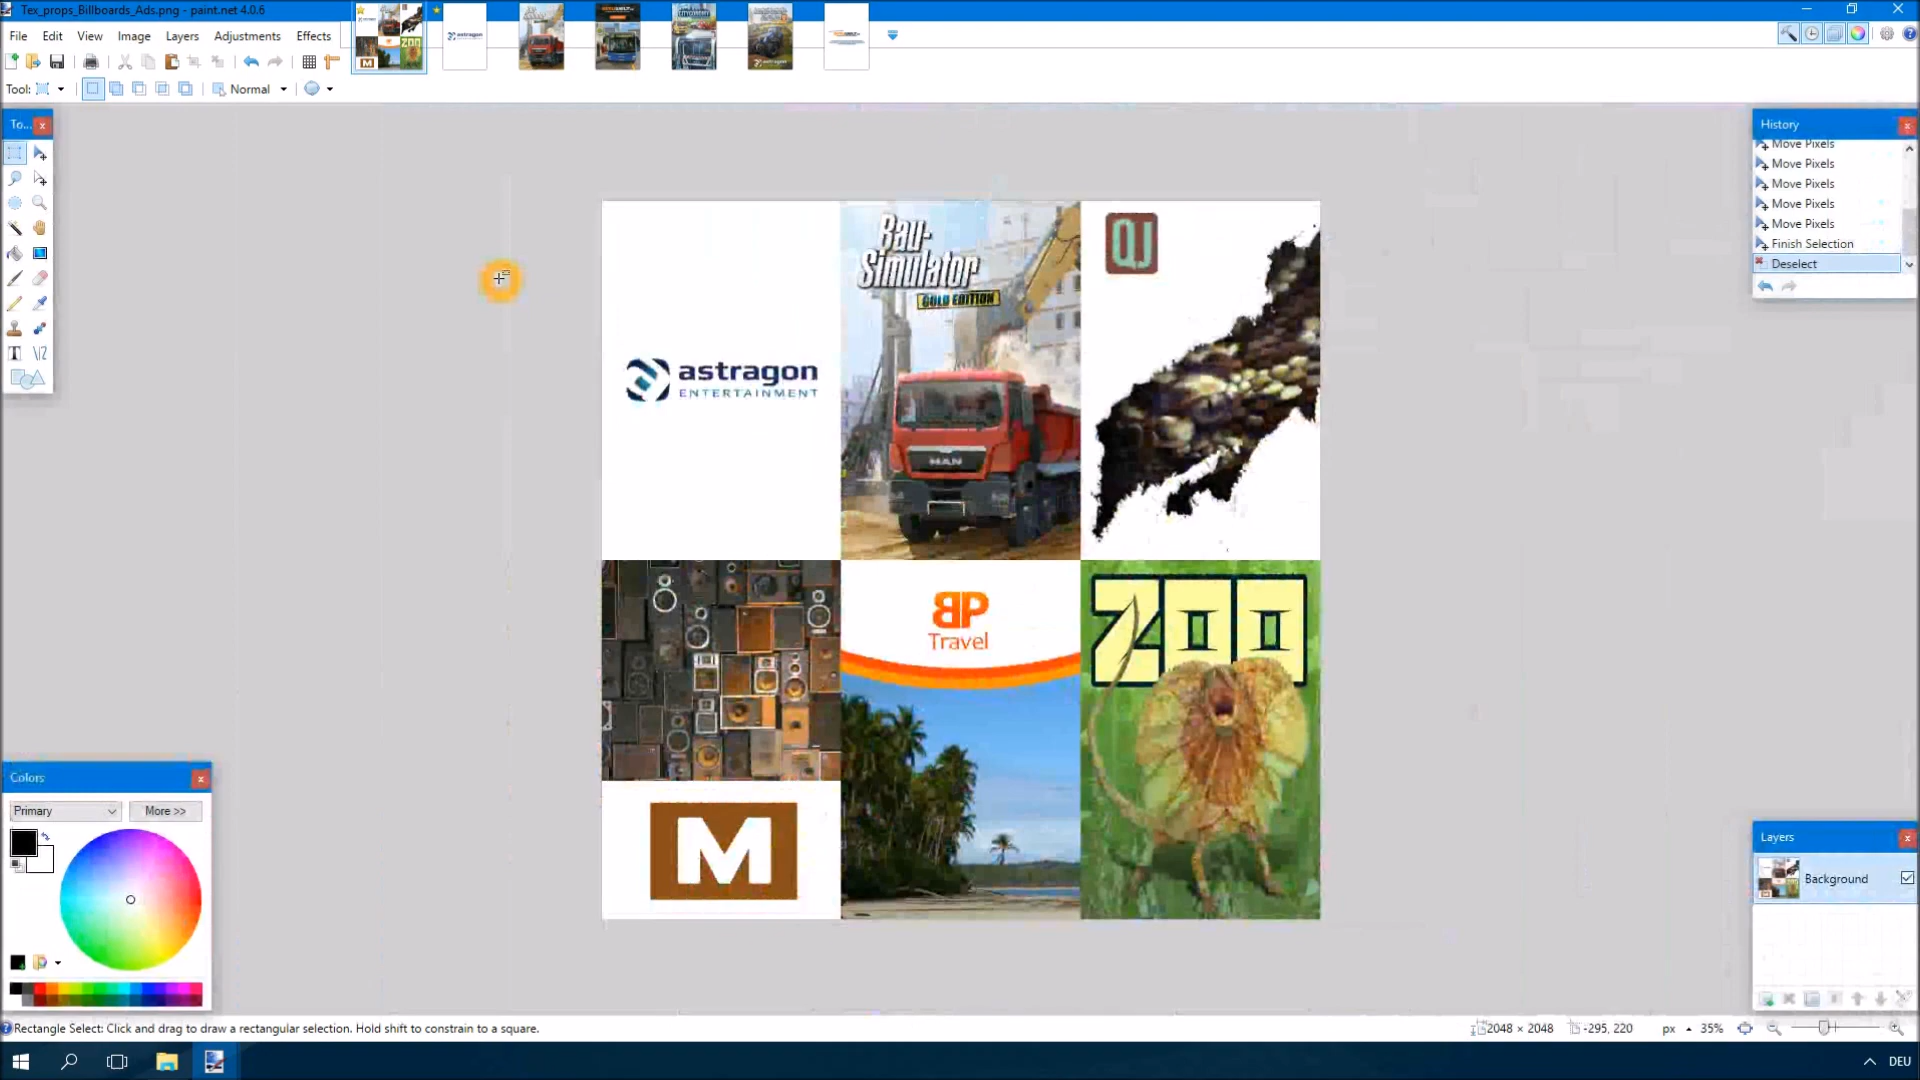 Tex_props_Billboards_Ads.png - paint.net 4.0.6
File Edit View Image Layers Adjustments Effects
Tool: Normal
To...
History
Move Pixels
Move Pixels
Move Pixels
Move Pixels
Move Pixels
Finish Selection
Deselect
Bau-
Simulator
GOLD EDITION
QJ
astragon
ENTERTAINMENT
MAN
BP
Travel
ZOO
M
Colors
Primary
More >>
Layers
Background
Rectangle Select: Click and drag to draw a rectangular selection. Hold shift to constrain to a square.
2048 × 2048
-295, 220
px
35%
DEU